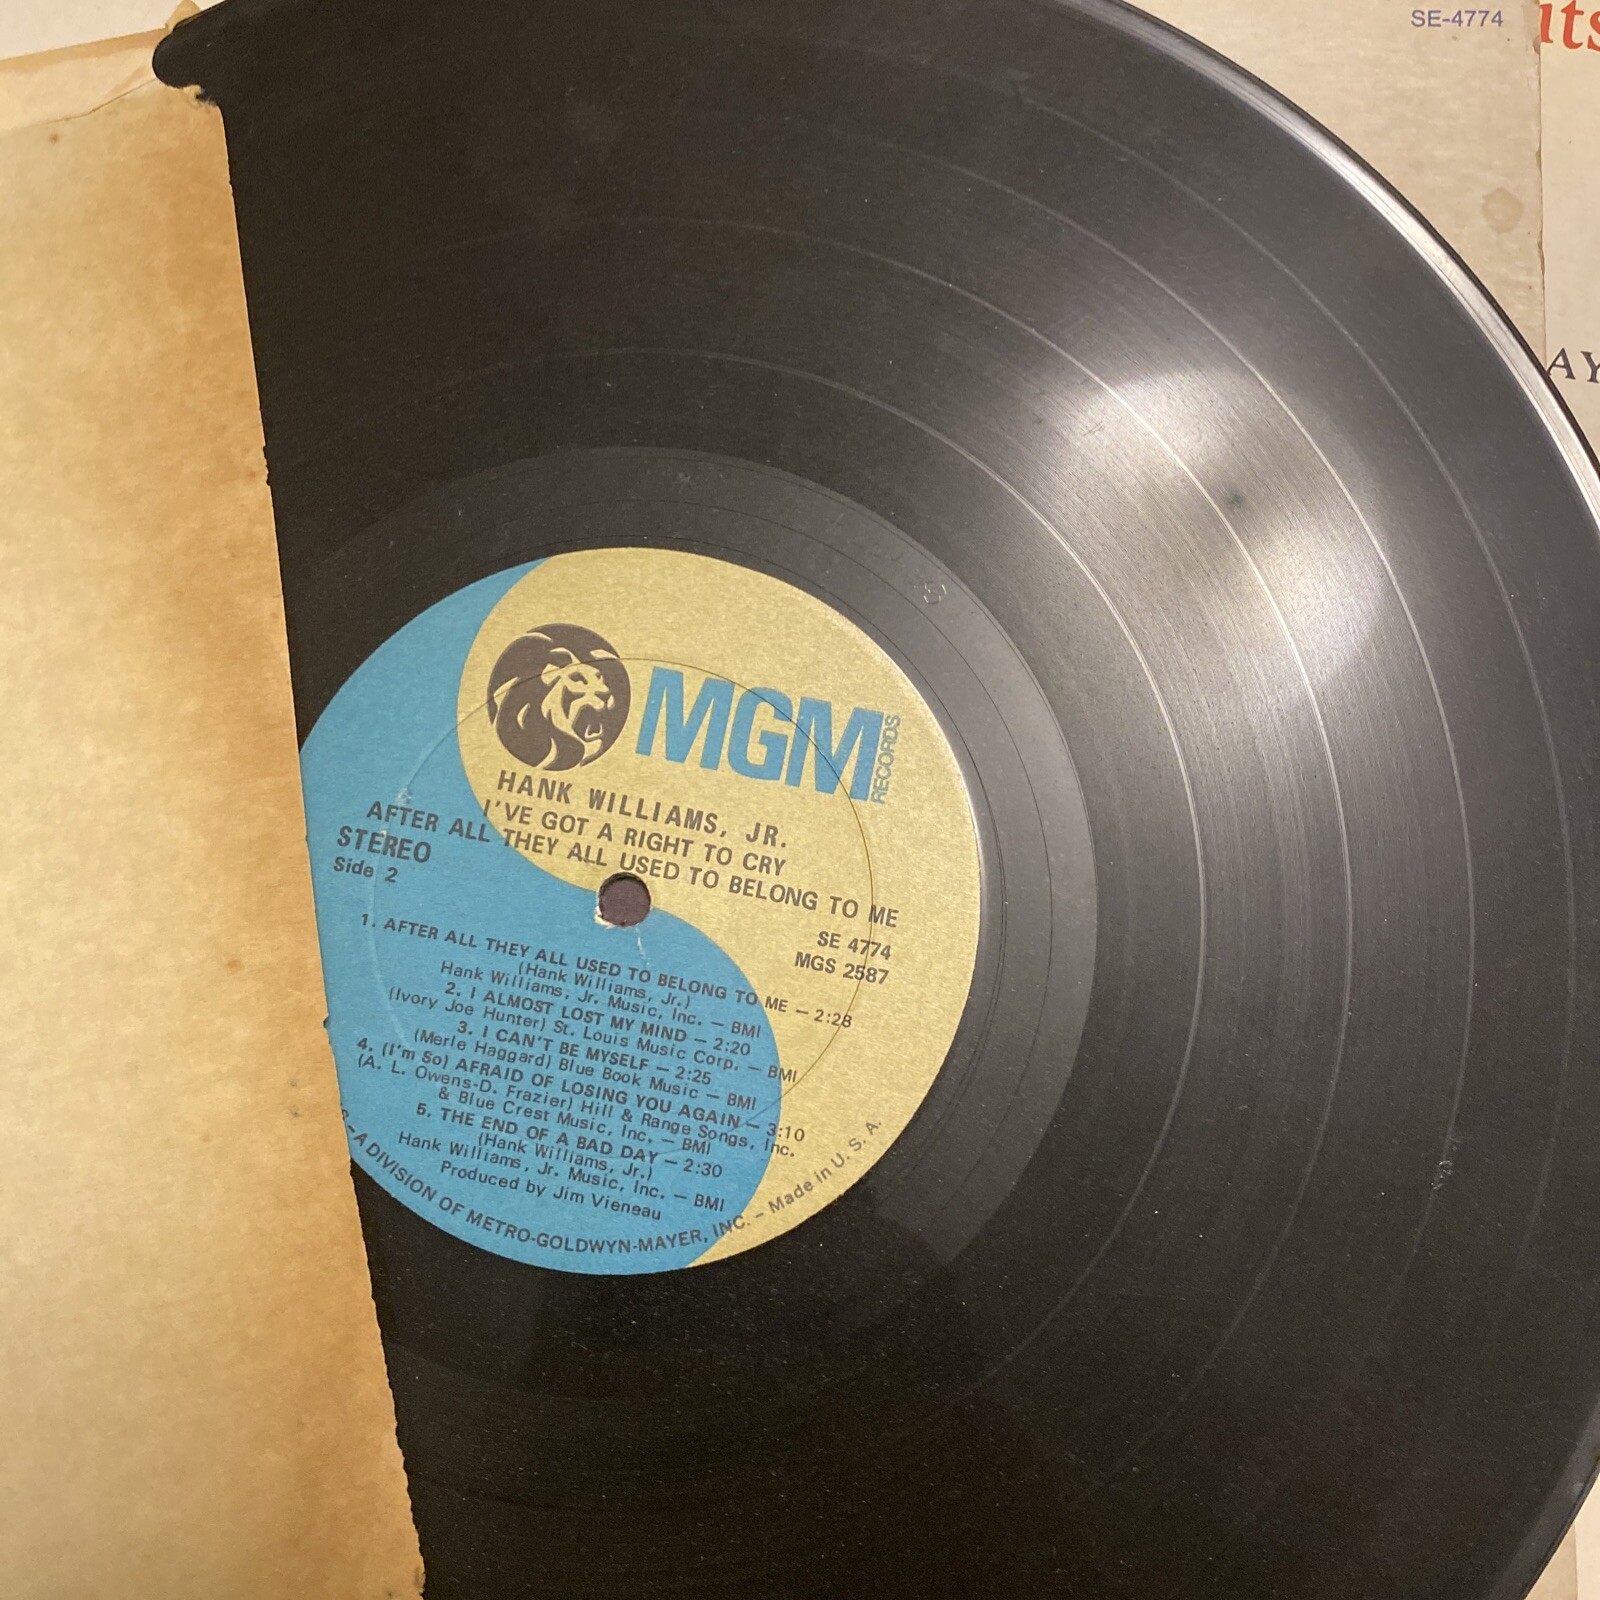 SE-4774
its
AY
MGM
RECORDS
HANK WILLIAMS, JR.
I'VE GOT A RIGHT TO CRY
AFTER ALL THEY ALL USED TO BELONG TO ME
STEREO
Side 2
SE 4774
MGS 2587
1. AFTER ALL THEY ALL USED TO BELONG TO ME – 2:28
(Hank Williams, Jr.)
Hank Williams, Jr. Music, Inc. – BMI
2. I ALMOST LOST MY MIND – 2:20
(Ivory Joe Hunter) St. Louis Music Corp. – BMI
3. I CAN'T BE MYSELF – 2:25
(Merle Haggard) Blue Book Music – BMI
4. (I'm So) AFRAID OF LOSING YOU AGAIN – 3:10
(A. L. Owens-D. Frazier) Hill & Range Songs, Inc.
& Blue Crest Music, Inc. – BMI
5. THE END OF A BAD DAY – 2:30
(Hank Williams, Jr.)
Hank Williams, Jr. Music, Inc. – BMI
Produced by Jim Vieneau
S–A DIVISION OF METRO-GOLDWYN-MAYER, INC. – Made in U. S. A.